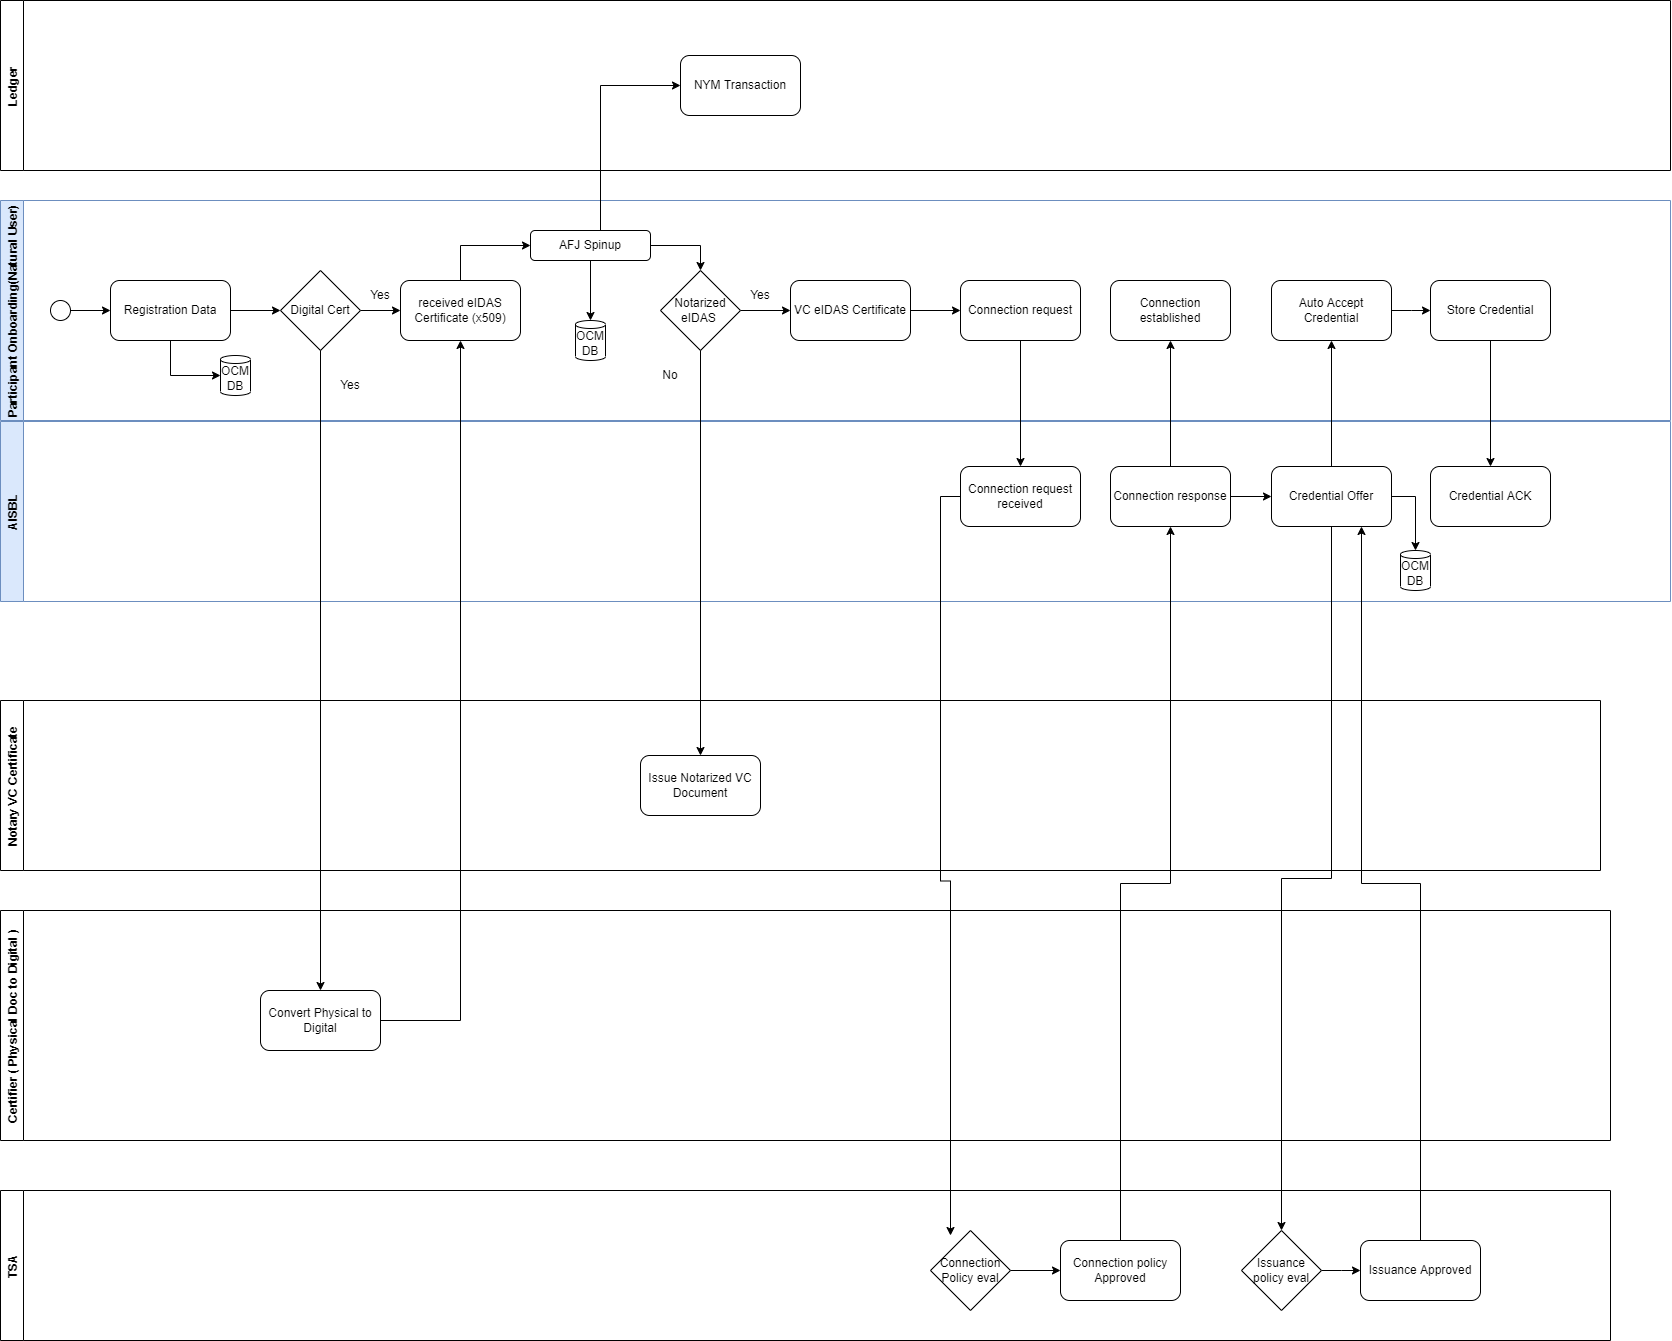 Ledger
NYM Transaction
Participant Onboarding(Natural User)
AFJ Spinup
Registration Data
Digital Cert
Yes
received eIDAS
Certificate (x509)
Notarized
eIDAS
Yes
VC eIDAS Certificate
Connection request
Connection
established
Auto Accept
Credential
Store Credential
OCM
DB
OCM
DB
Yes
No
AISBL
Connection request
received
Connection response
Credential Offer
Credential ACK
OCM
DB
Notary VC Certificate
Issue Notarized VC
Document
Certifier ( Physical Doc to Digital )
Convert Physical to
Digital
TSA
Connection
Policy eval
Connection policy
Approved
Issuance
policy eval
Issuance Approved